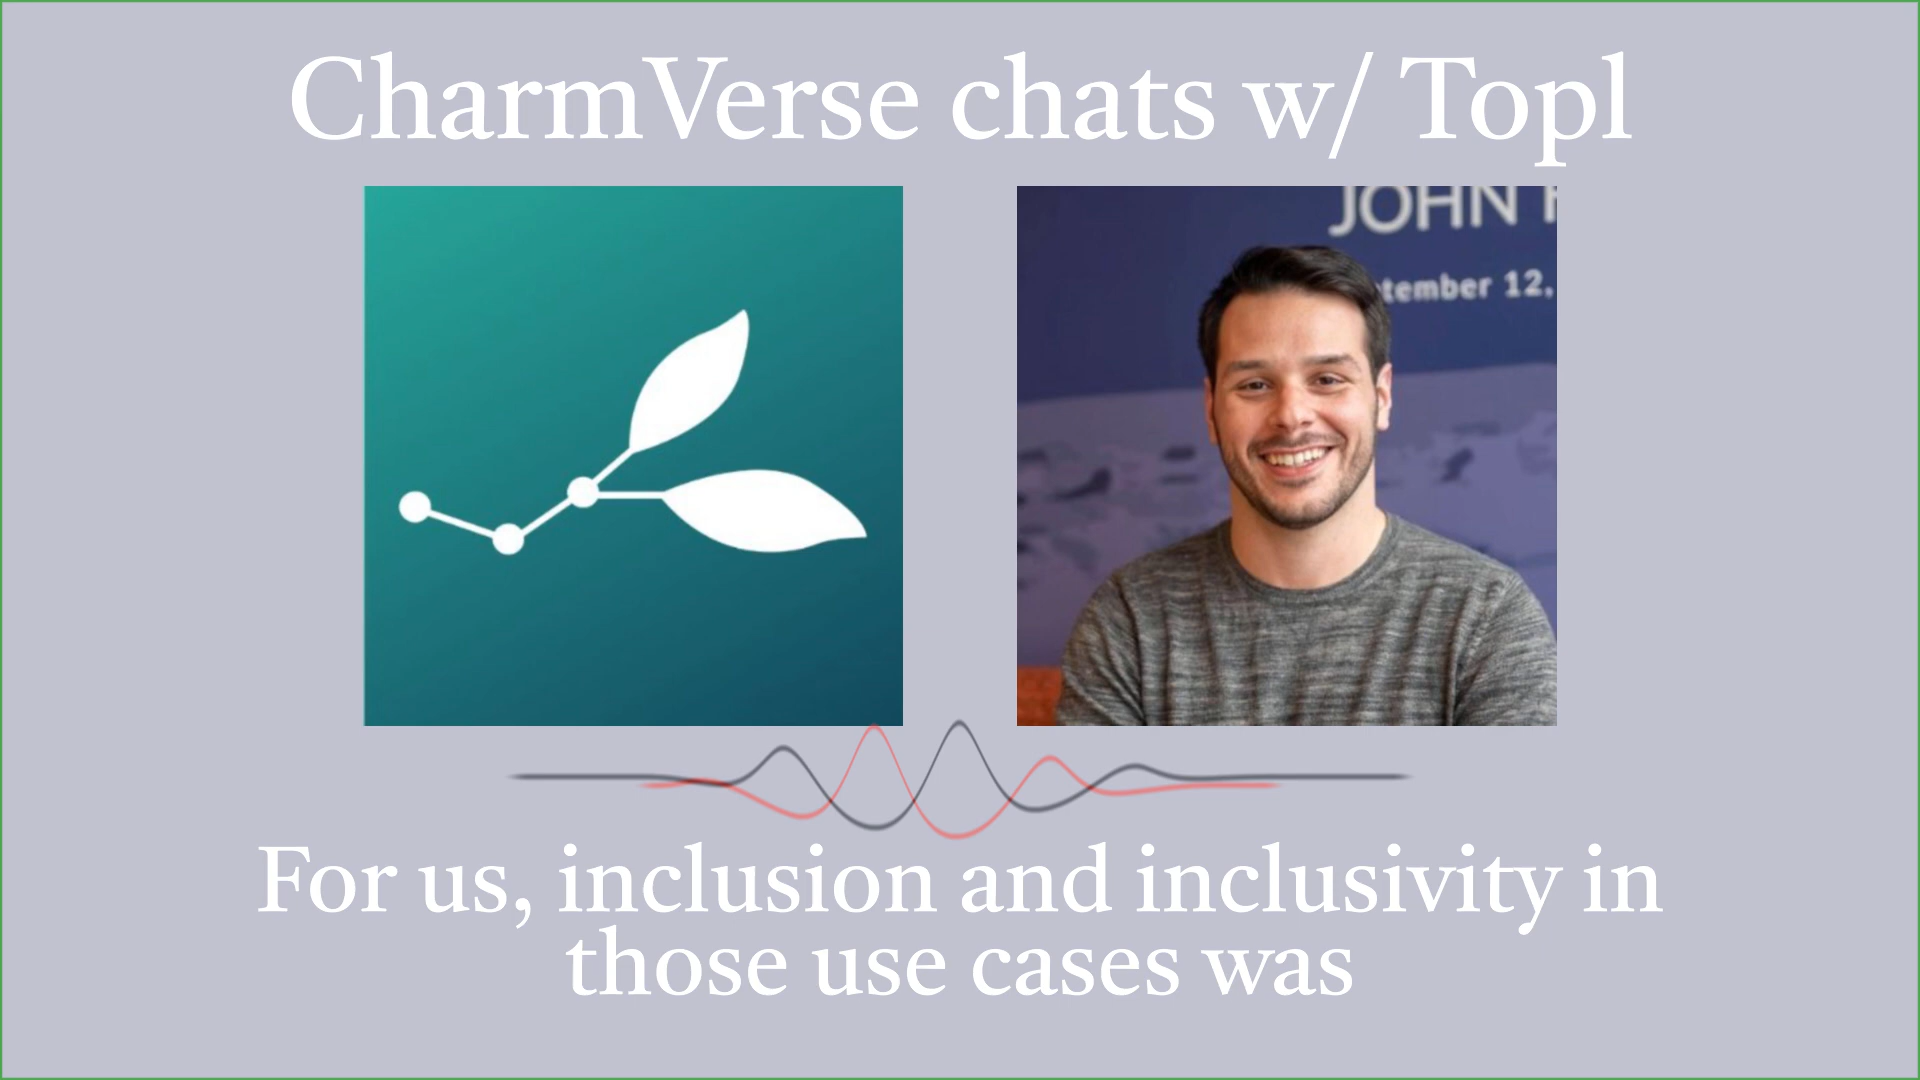 CharmVerse chats w/ Topl
JOHN
tember 12,
For us, inclusion and inclusivity in
those use cases was